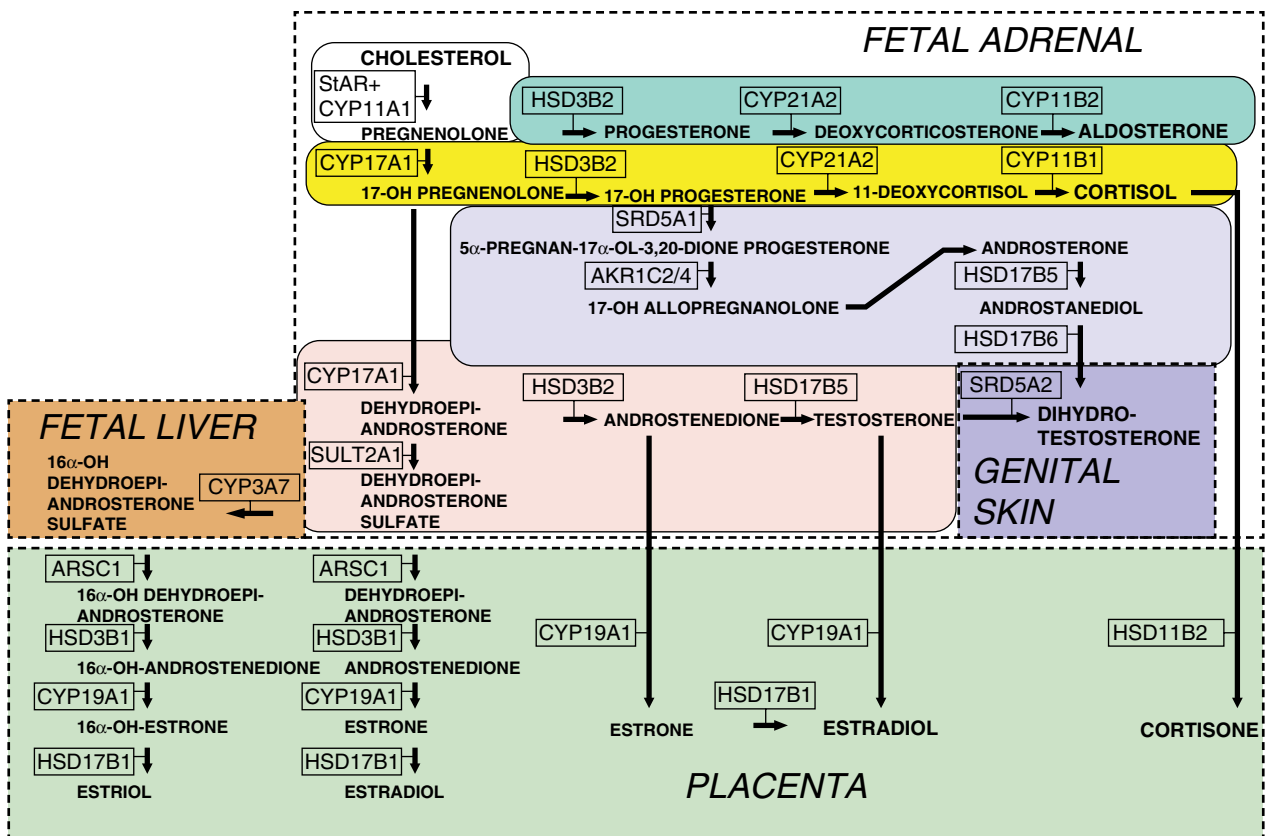 FETAL ADRENAL
CHOLESTEROL
StAR+
CYP11A1
PREGNENOLONE
HSD3B2
PROGESTERONE
CYP21A2
DEOXYCORTICOSTERONE
CYP11B2
ALDOSTERONE
CYP17A1
17-OH PREGNENOLONE
HSD3B2
17-OH PROGESTERONE
CYP21A2
11-DEOXYCORTISOL
CYP11B1
CORTISOL
SRD5A1
5α-PREGNAN-17α-OL-3,20-DIONE PROGESTERONE
AKR1C2/4
17-OH ALLOPREGNANOLONE
ANDROSTERONE
HSD17B5
ANDROSTANEDIOL
HSD17B6
CYP17A1
DEHYDROEPI-
ANDROSTERONE
SULT2A1
DEHYDROEPI-
ANDROSTERONE
SULFATE
HSD3B2
ANDROSTENEDIONE
HSD17B5
TESTOSTERONE
SRD5A2
DIHYDRO-
TESTOSTERONE
GENITAL
SKIN
FETAL LIVER
16α-OH
DEHYDROEPI-
ANDROSTERONE
SULFATE
CYP3A7
ARSC1
16α-OH DEHYDROEPI-
ANDROSTERONE
HSD3B1
16α-OH-ANDROSTENEDIONE
CYP19A1
16α-OH-ESTRONE
HSD17B1
ESTRIOL
ARSC1
DEHYDROEPI-
ANDROSTERONE
HSD3B1
ANDROSTENEDIONE
CYP19A1
ESTRONE
HSD17B1
ESTRADIOL
CYP19A1
ESTRONE
HSD17B1
CYP19A1
ESTRADIOL
HSD11B2
CORTISONE
PLACENTA